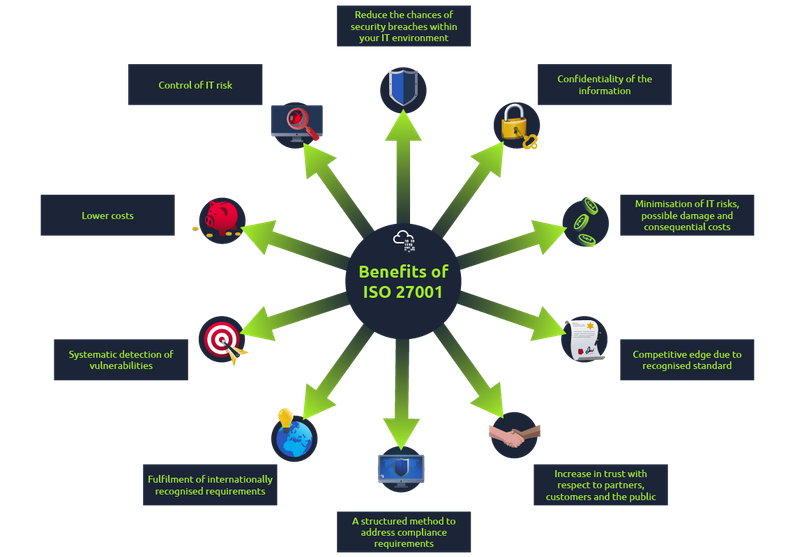 Reduce the chances of
security breaches within
your IT environment
Control of IT risk
Confidentiality of the
information
Lower costs
Minimisation of IT risks,
possible damage and
consequential costs
Benefits of
ISO 27001
Systematic detection of
vulnerabilities
Competitive edge due to
recognised standard
Fulfilment of internationally
recognised requirements
Increase in trust with
respect to partners,
customers and the public
A structured method to
address compliance
requirements